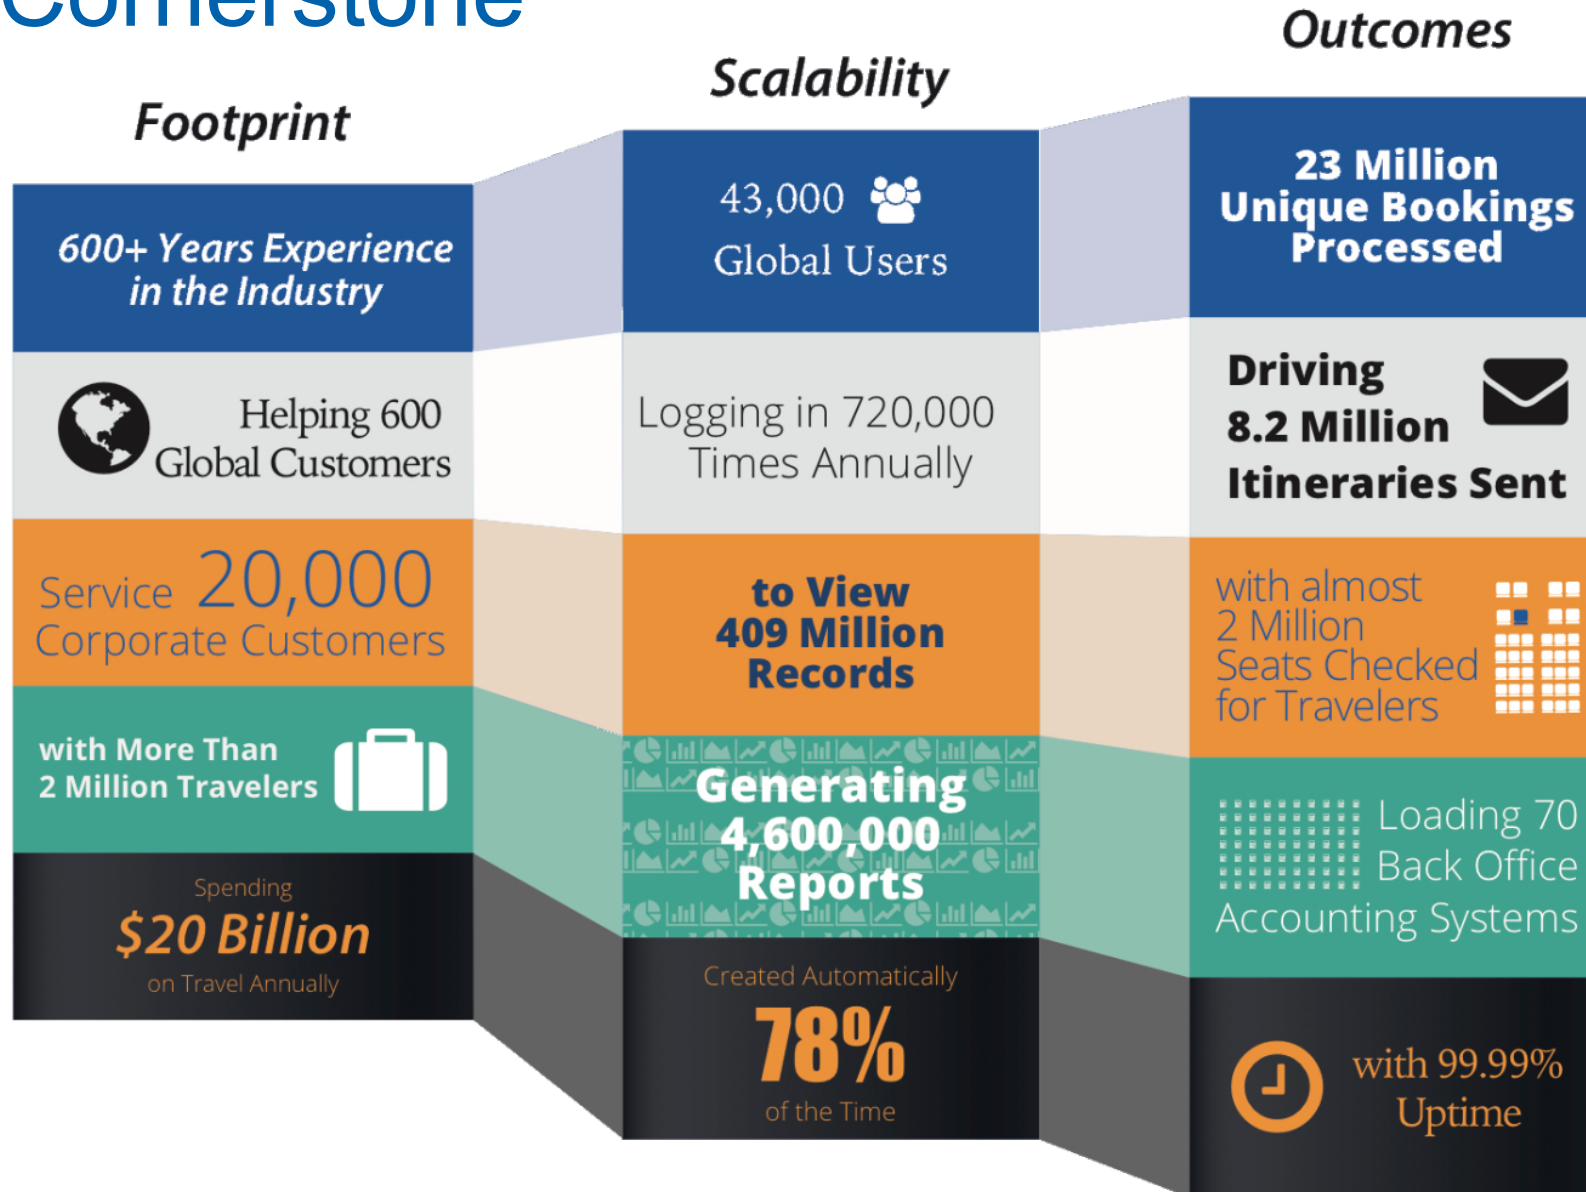 Cornerstone
Footprint
600+ Years Experience
in the Industry
Helping 600
Global Customers
Service 20,000
Corporate Customers
with More Than
2 Million Travelers
Spending
$20 Billion
on Travel Annually
Scalability
43,000
Global Users
Logging in 720,000
Times Annually
to View
409 Million
Records
Generating
4,600,000
Reports
Created Automatically
78%
of the Time
Outcomes
23 Million
Unique Bookings
Processed
Driving
8.2 Million
Itineraries Sent
with almost
2 Million
Seats Checked
for Travelers
Loading 70
Back Office
Accounting Systems
with 99.99%
Uptime